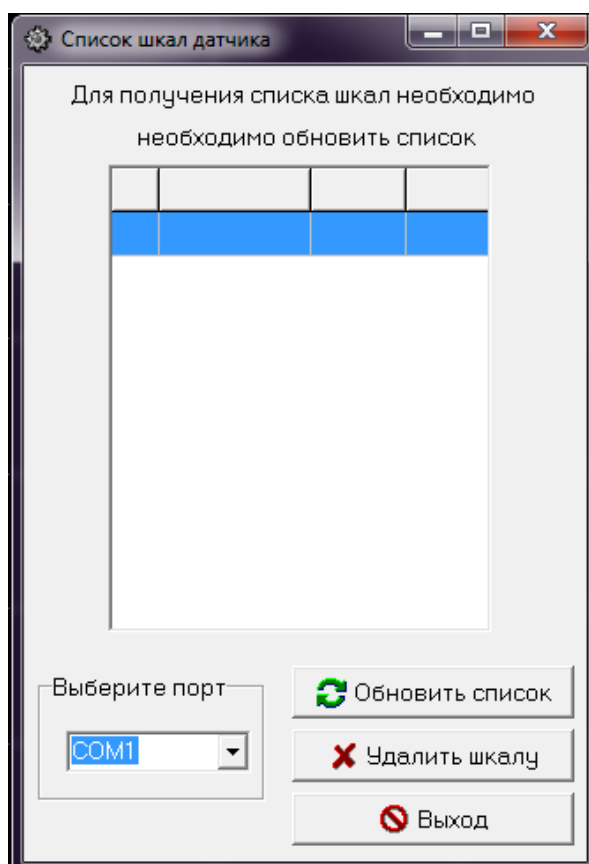 Список шкал датчика
Для получения списка шкал необходимо
необходимо обновить список
Выберите порт
COM1
Обновить список
Удалить шкалу
Выход